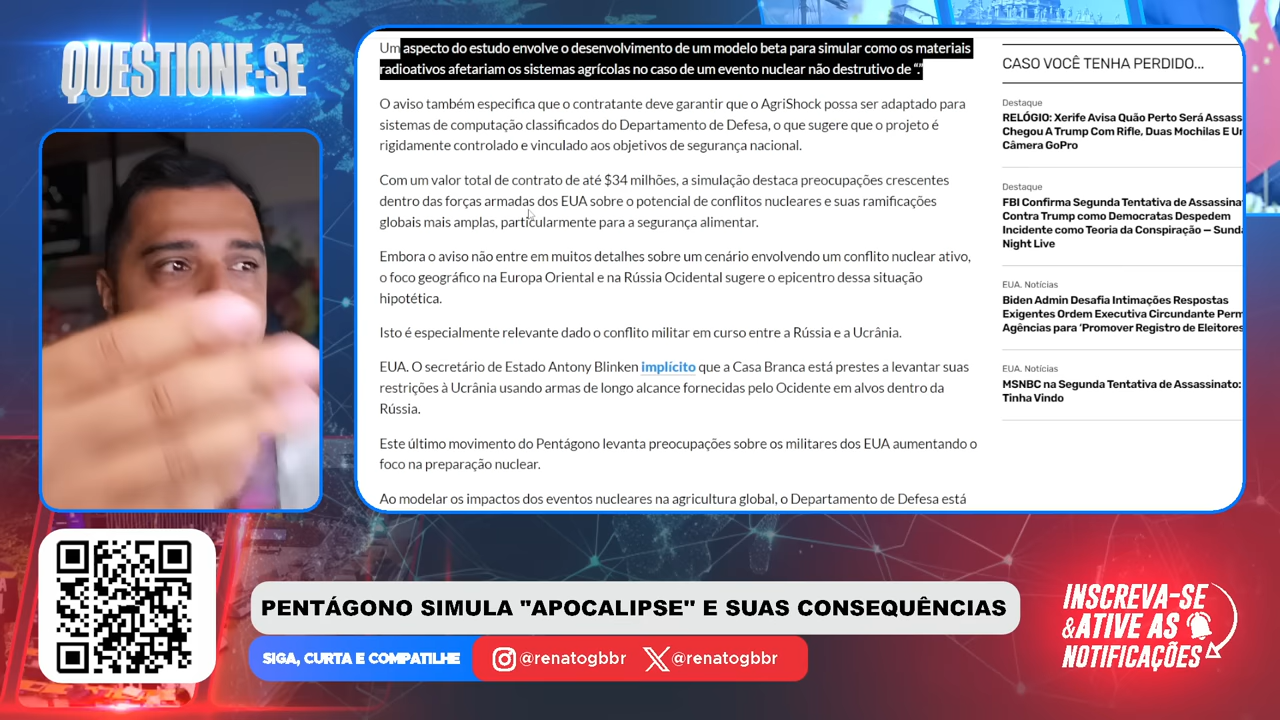 QUESTIONE-SE
Um aspecto do estudo envolve o desenvolvimento de um modelo beta para simular como os materiais
radioativos afetariam os sistemas agrícolas no caso de um evento nuclear não destrutivo de “.”
O aviso também especifica que o contratante deve garantir que o AgriShock possa ser adaptado para
sistemas de computação classificados do Departamento de Defesa, o que sugere que o projeto é
rigidamente controlado e vinculado aos objetivos de segurança nacional.
Com um valor total de contrato de até $34 milhões, a simulação destaca preocupações crescentes
dentro das forças armadas dos EUA sobre o potencial de conflitos nucleares e suas ramificações
globais mais amplas, particularmente para a segurança alimentar.
Embora o aviso não entre em muitos detalhes sobre um cenário envolvendo um conflito nuclear ativo,
o foco geográfico na Europa Oriental e na Rússia Ocidental sugere o epicentro dessa situação
hipotética.
Isto é especialmente relevante dado o conflito militar em curso entre a Rússia e a Ucrânia.
EUA. O secretário de Estado Antony Blinken implícito que a Casa Branca está prestes a levantar suas
restrições à Ucrânia usando armas de longo alcance fornecidas pelo Ocidente em alvos dentro da
Rússia.
Este último movimento do Pentágono levanta preocupações sobre os militares dos EUA aumentando o
foco na preparação nuclear.
Ao modelar os impactos dos eventos nucleares na agricultura global, o Departamento de Defesa está
CASO VOCÊ TENHA PERDIDO...
Destaque
RELÓGIO: Xerife Avisa Quão Perto Será Assass
Chegou A Trump Com Rifle, Duas Mochilas E Ur
Câmera GoPro
Destaque
FBI Confirma Segunda Tentativa de Assassinat
Contra Trump como Democratas Despedem
Incidente como Teoria da Conspiração — Sunda
Night Live
EUA. Notícias
Biden Admin Desafia Intimações Respostas
Exigentes Ordem Executiva Circundante Perm
Agências para ‘Promover Registro de Eleitores
EUA. Notícias
MSNBC na Segunda Tentativa de Assassinato:
Tinha Vindo
PENTÁGONO SIMULA "APOCALIPSE" E SUAS CONSEQUÊNCIAS
SIGA, CURTA E COMPATILHE
@renatogbbr
@renatogbbr
INSCREVA-SE
&ATIVE AS
NOTIFICAÇÕES